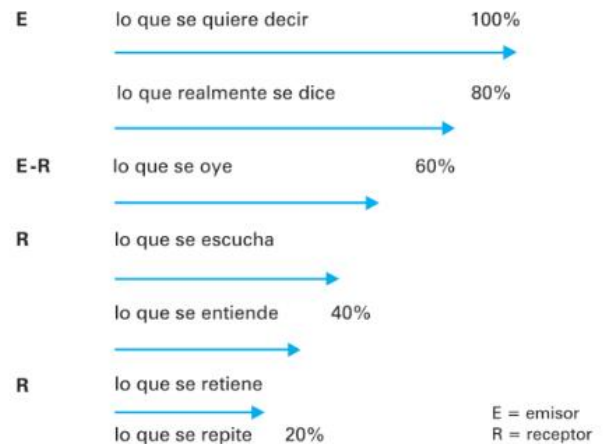 E lo que se quiere decir 100%
lo que realmente se dice 80%
E-R lo que se oye 60%
R lo que se escucha
lo que se entiende 40%
R lo que se retiene
lo que se repite 20%
E = emisor
R = receptor